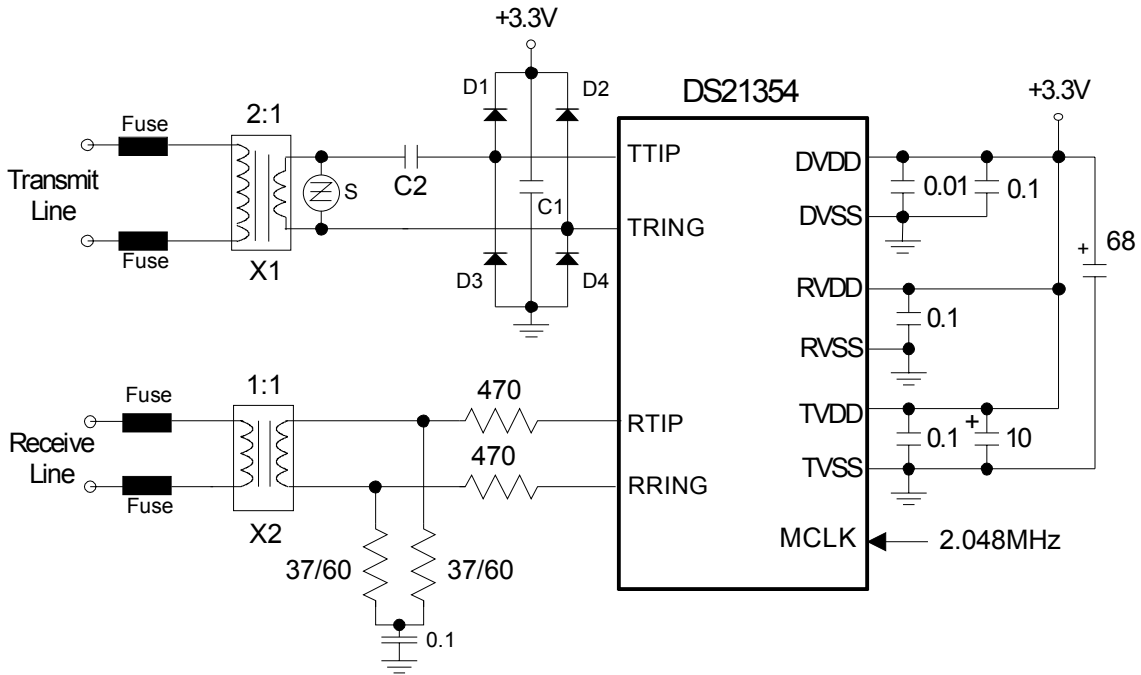 +3.3V
D1
D2
DS21354
+3.3V
2:1
Fuse
Transmit
Line
Fuse
X1
S
C2
C1
D3
D4
TTIP
TRING
DVDD
DVSS
0.01
0.1
68
+
RVDD
RVSS
0.1
TVDD
TVSS
0.1
+
10
MCLK
2.048MHz
1:1
Fuse
Receive
Line
Fuse
X2
470
470
RTIP
RRING
37/60
37/60
0.1